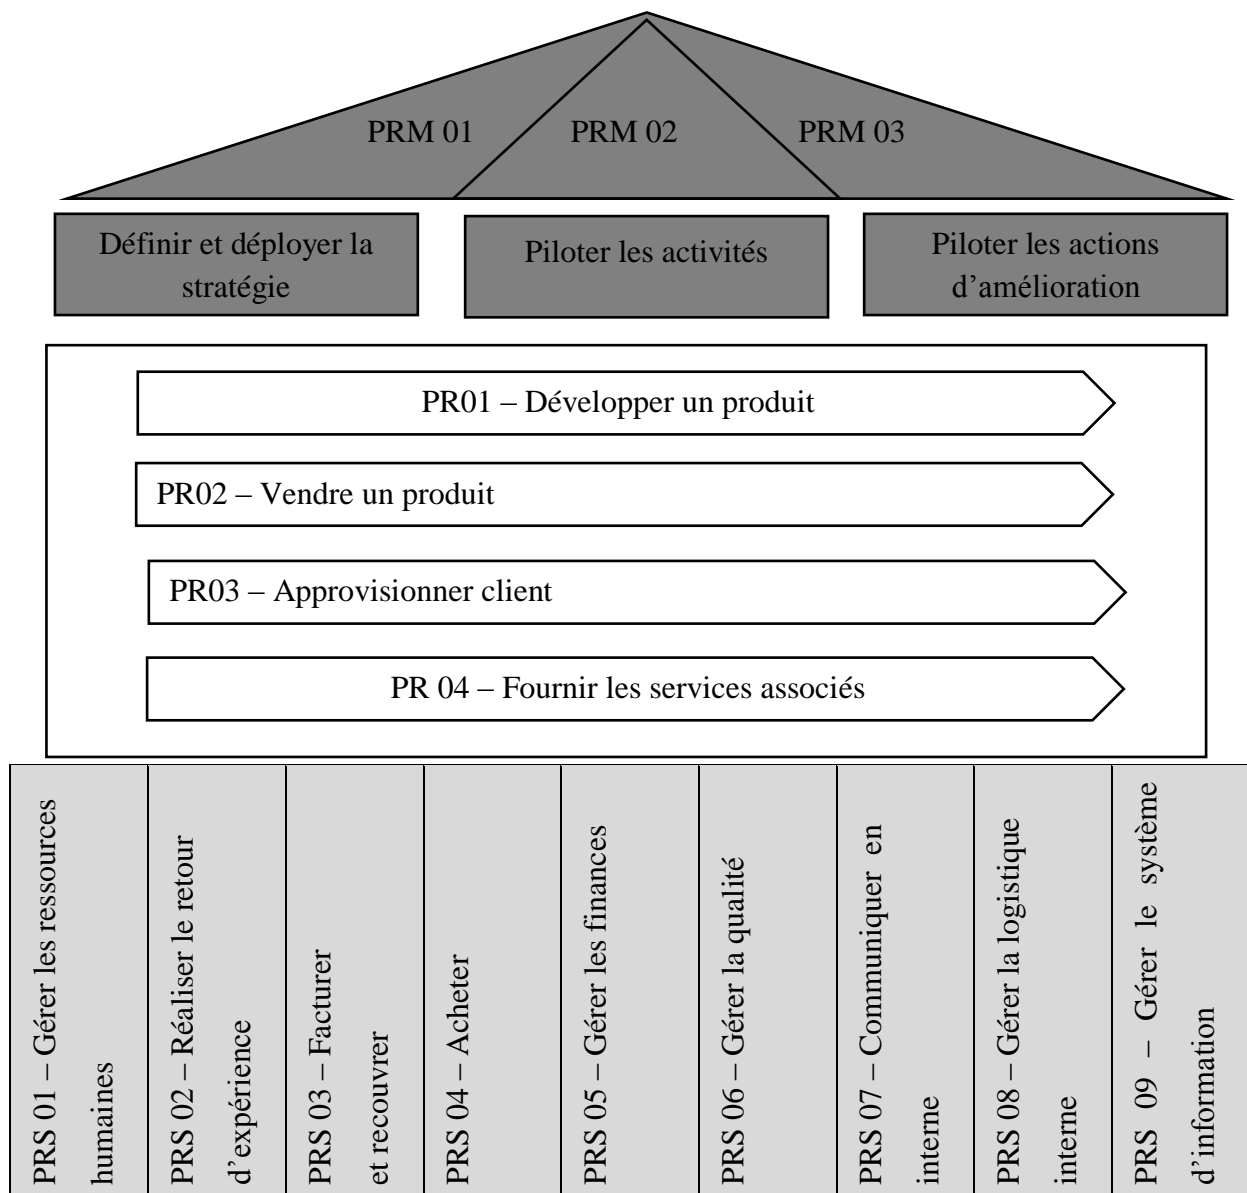 PRM 01
PRM 02
PRM 03
Définir et déployer la
stratégie
Piloter les activités
Piloter les actions
d’amélioration
PR01 – Développer un produit
PR02 – Vendre un produit
PR03 – Approvisionner client
PR 04 – Fournir les services associés
PRS 01 – Gérer les ressources
humaines
PRS 02 – Réaliser le retour
d’expérience
PRS 03 – Facturer
et recouvrer
PRS 04 – Acheter
PRS 05 – Gérer les finances
PRS 06 – Gérer la qualité
PRS 07 – Communiquer en
interne
PRS 08 – Gérer la logistique
interne
PRS 09 – Gérer le système
d’information